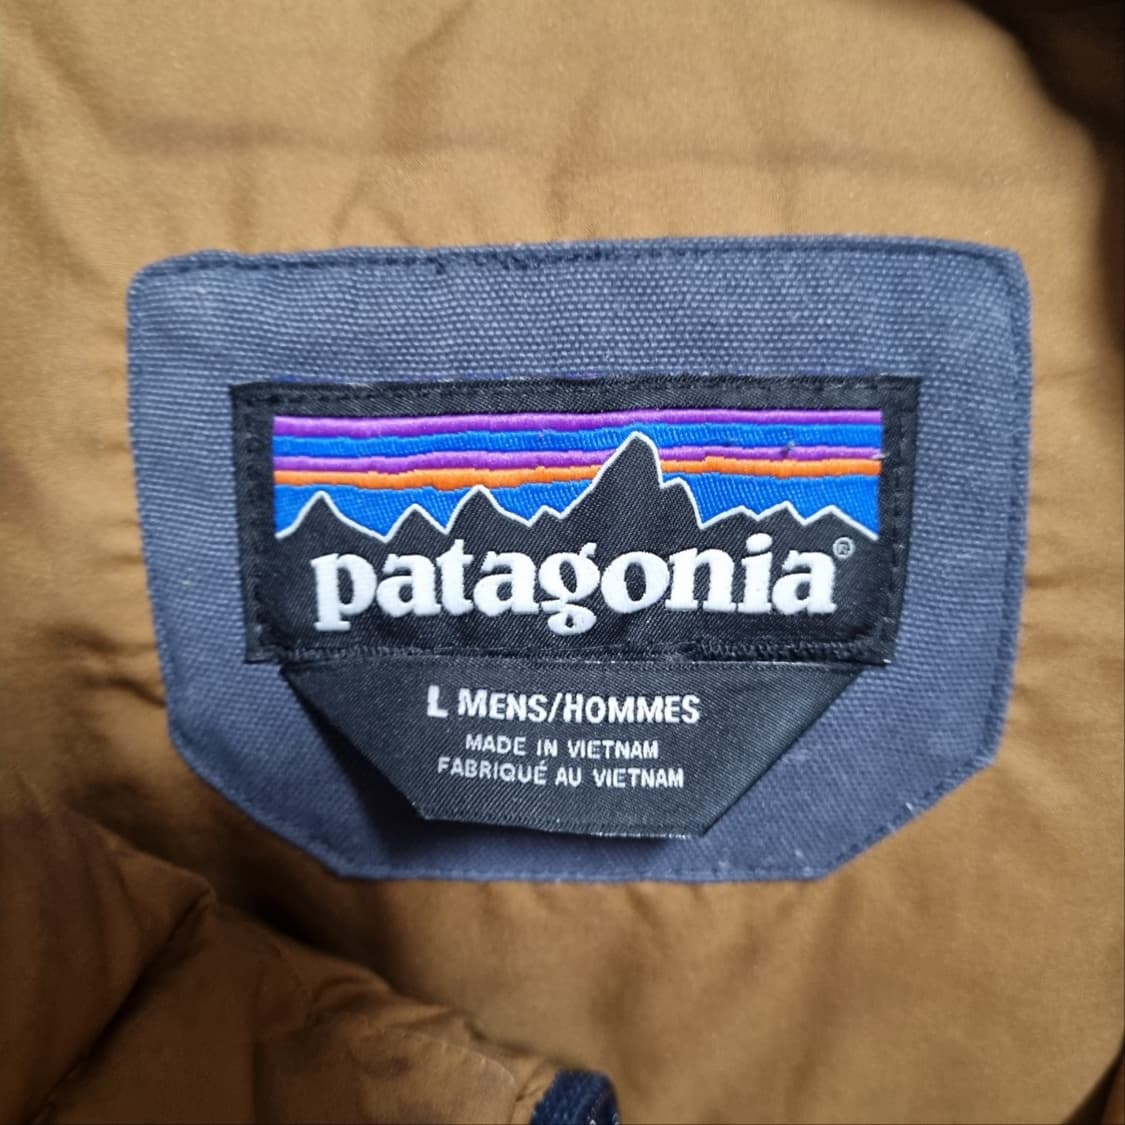 patagonia®
L MENS/HOMMES
MADE IN VIETNAM
FABRIQUÉ AU VIETNAM